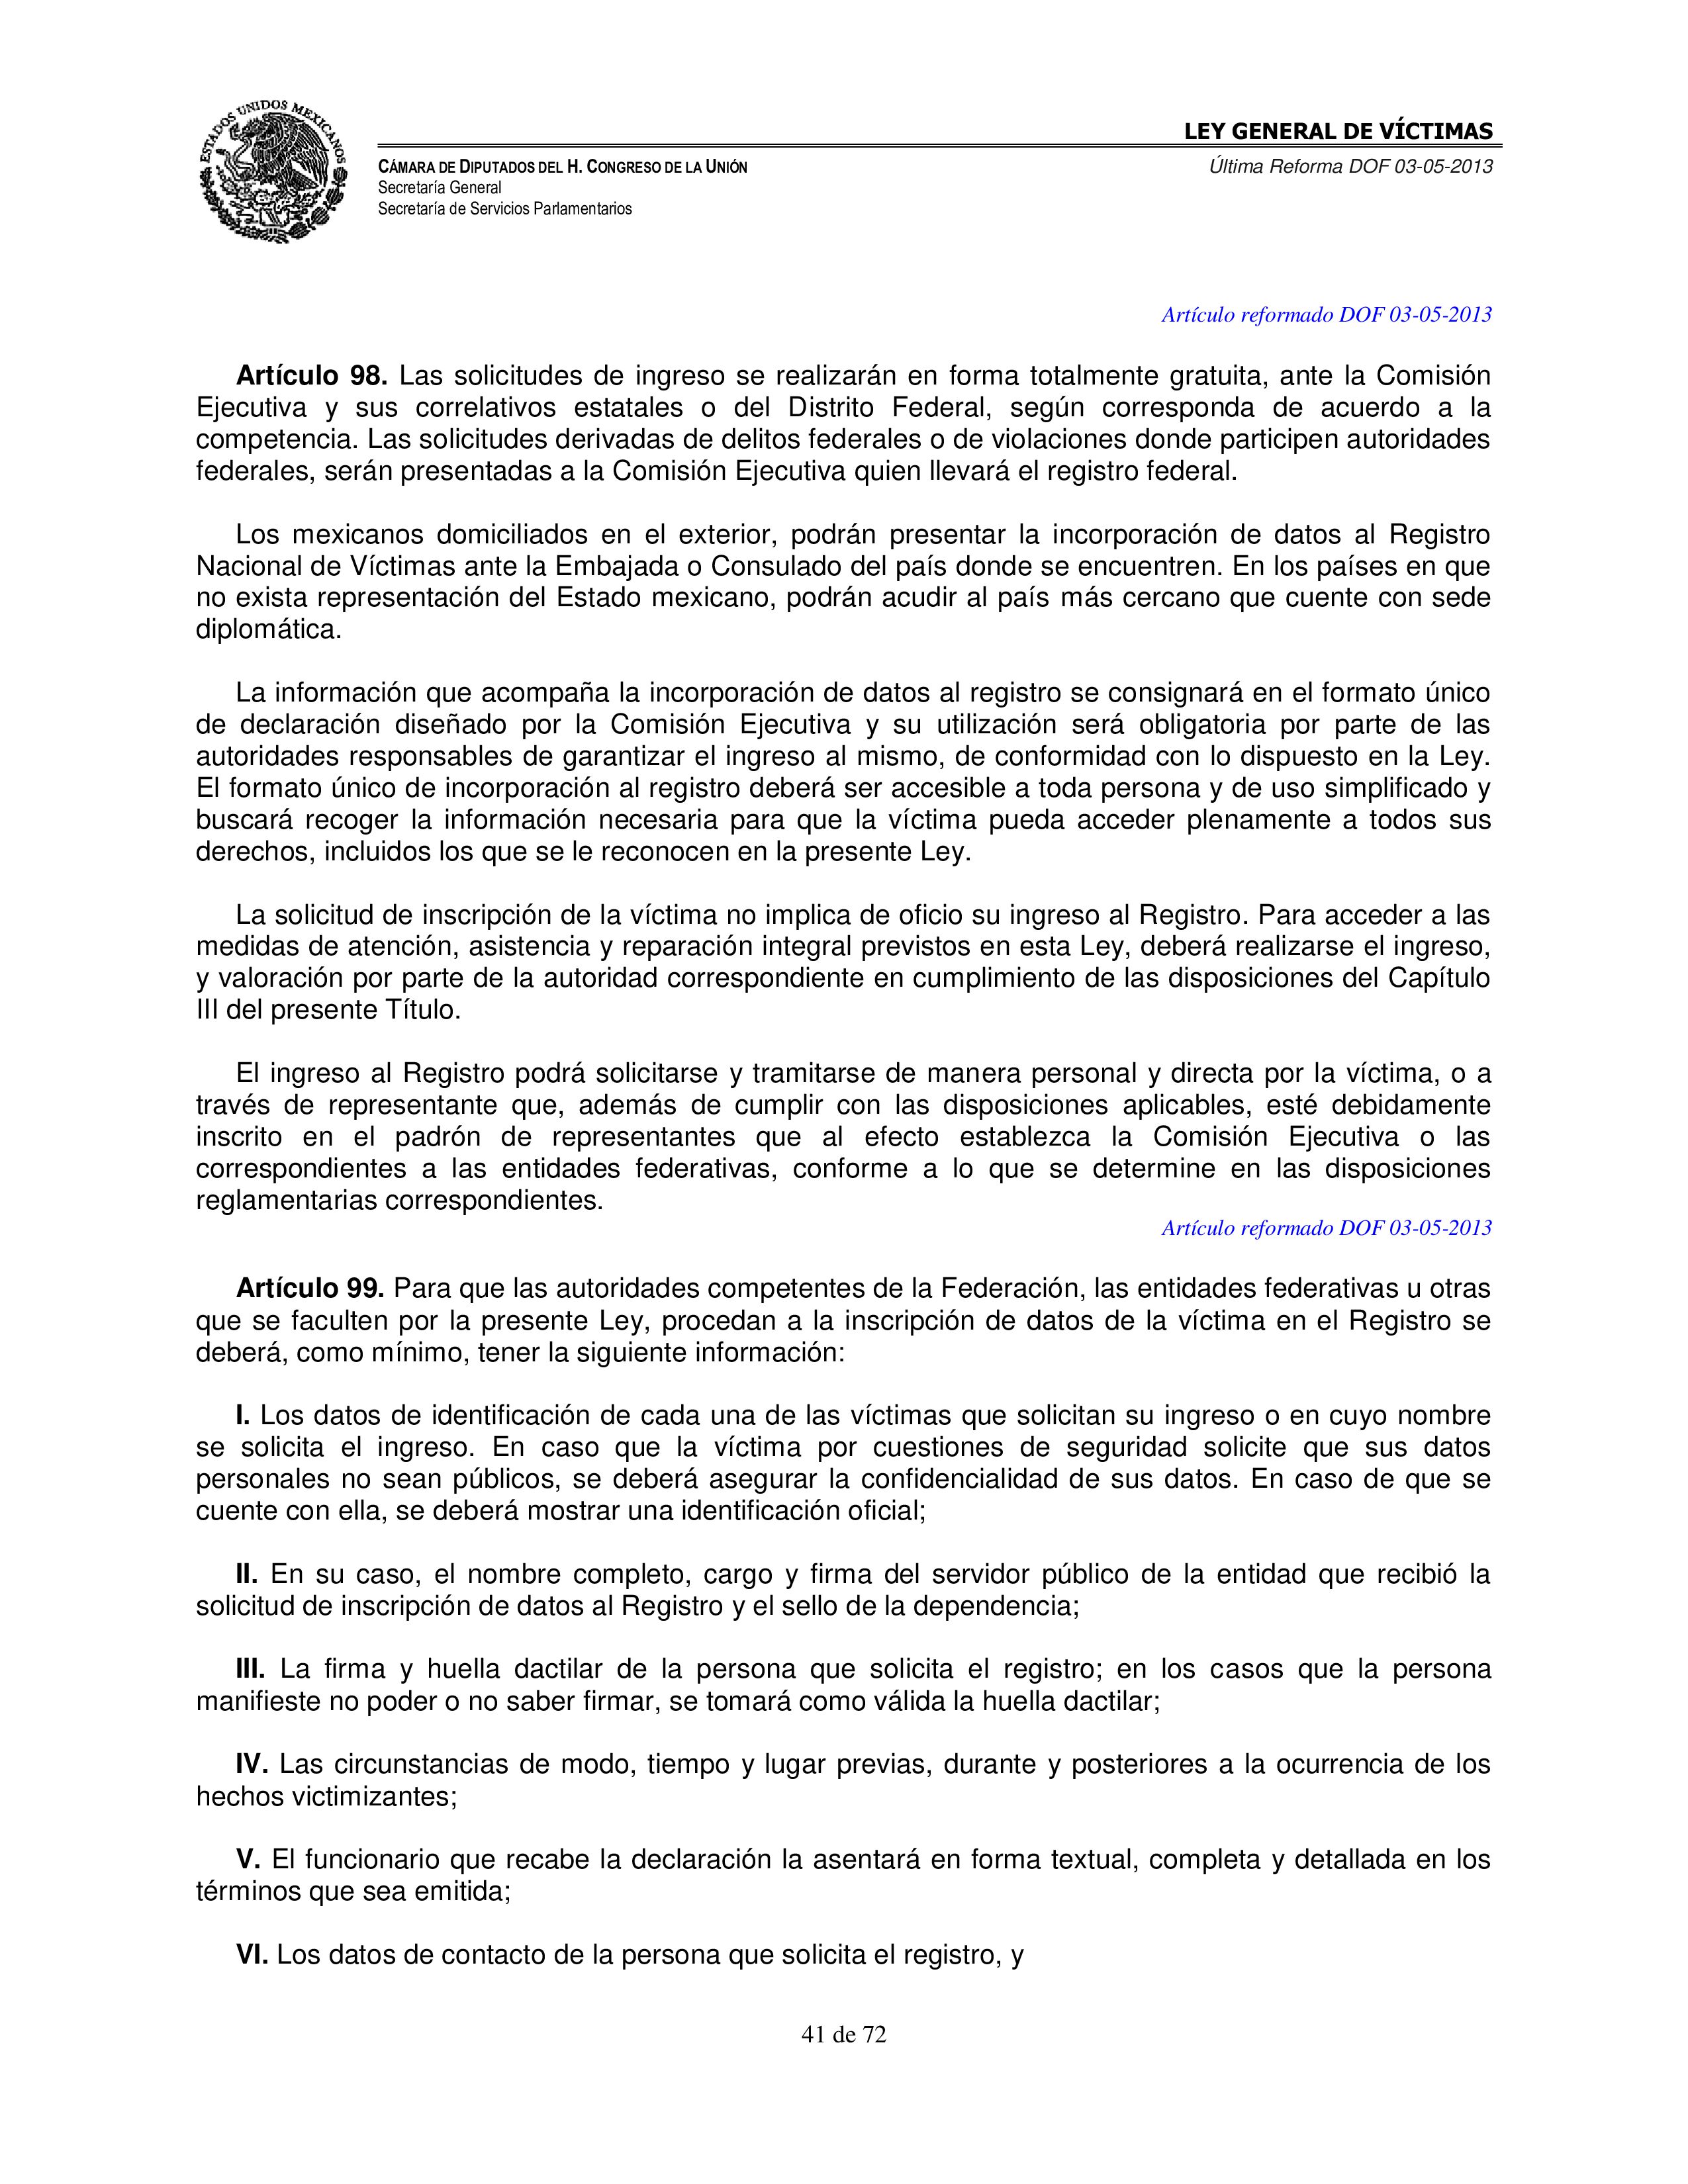 ESTADOS UNIDOS MEXICANOS
LEY GENERAL DE VÍCTIMAS
CÁMARA DE DIPUTADOS DEL H. CONGRESO DE LA UNIÓN
Última Reforma DOF 03-05-2013
Secretaría General
Secretaría de Servicios Parlamentarios
Artículo reformado DOF 03-05-2013
Artículo 98. Las solicitudes de ingreso se realizarán en forma totalmente gratuita, ante la Comisión
Ejecutiva y sus correlativos estatales o del Distrito Federal, según corresponda de acuerdo a la
competencia. Las solicitudes derivadas de delitos federales o de violaciones donde participen autoridades
federales, serán presentadas a la Comisión Ejecutiva quien llevará el registro federal.
Los mexicanos domiciliados en el exterior, podrán presentar la incorporación de datos al Registro
Nacional de Víctimas ante la Embajada o Consulado del país donde se encuentren. En los países en que
no exista representación del Estado mexicano, podrán acudir al país más cercano que cuente con sede
diplomática.
La información que acompaña la incorporación de datos al registro se consignará en el formato único
de declaración diseñado por la Comisión Ejecutiva y su utilización será obligatoria por parte de las
autoridades responsables de garantizar el ingreso al mismo, de conformidad con lo dispuesto en la Ley.
El formato único de incorporación al registro deberá ser accesible a toda persona y de uso simplificado y
buscará recoger la información necesaria para que la víctima pueda acceder plenamente a todos sus
derechos, incluidos los que se le reconocen en la presente Ley.
La solicitud de inscripción de la víctima no implica de oficio su ingreso al Registro. Para acceder a las
medidas de atención, asistencia y reparación integral previstos en esta Ley, deberá realizarse el ingreso,
y valoración por parte de la autoridad correspondiente en cumplimiento de las disposiciones del Capítulo
III del presente Título.
El ingreso al Registro podrá solicitarse y tramitarse de manera personal y directa por la víctima, o a
través de representante que, además de cumplir con las disposiciones aplicables, esté debidamente
inscrito en el padrón de representantes que al efecto establezca la Comisión Ejecutiva o las
correspondientes a las entidades federativas, conforme a lo que se determine en las disposiciones
reglamentarias correspondientes.
Artículo reformado DOF 03-05-2013
Artículo 99. Para que las autoridades competentes de la Federación, las entidades federativas u otras
que se faculten por la presente Ley, procedan a la inscripción de datos de la víctima en el Registro se
deberá, como mínimo, tener la siguiente información:
I. Los datos de identificación de cada una de las víctimas que solicitan su ingreso o en cuyo nombre
se solicita el ingreso. En caso que la víctima por cuestiones de seguridad solicite que sus datos
personales no sean públicos, se deberá asegurar la confidencialidad de sus datos. En caso de que se
cuente con ella, se deberá mostrar una identificación oficial;
II. En su caso, el nombre completo, cargo y firma del servidor público de la entidad que recibió la
solicitud de inscripción de datos al Registro y el sello de la dependencia;
III. La firma y huella dactilar de la persona que solicita el registro; en los casos que la persona
manifieste no poder o no saber firmar, se tomará como válida la huella dactilar;
IV. Las circunstancias de modo, tiempo y lugar previas, durante y posteriores a la ocurrencia de los
hechos victimizantes;
V. El funcionario que recabe la declaración la asentará en forma textual, completa y detallada en los
términos que sea emitida;
VI. Los datos de contacto de la persona que solicita el registro, y
41 de 72